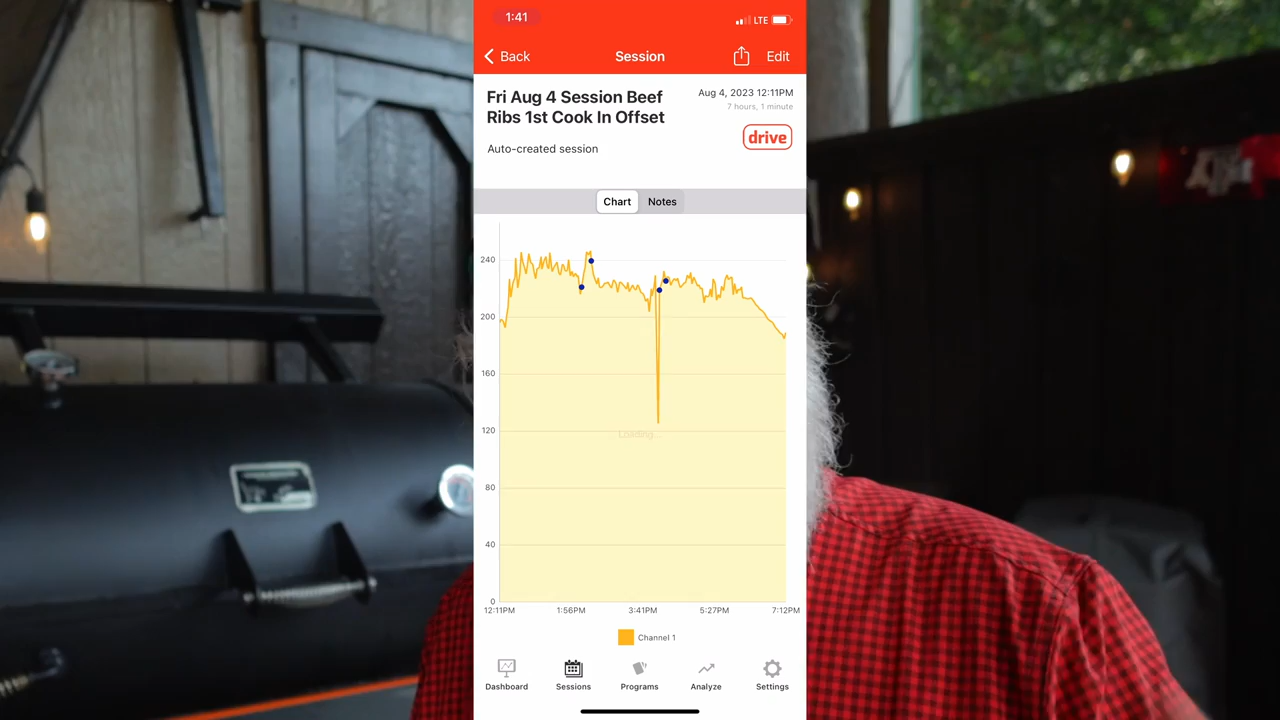 1:41
LTE
Back
Session
Edit
Fri Aug 4 Session Beef
Ribs 1st Cook In Offset
Aug 4, 2023 12:11PM
7 hours, 1 minute
drive
Auto-created session
Chart
Notes
240
200
160
120
80
40
0
Loading...
12:11PM
1:56PM
3:41PM
5:27PM
7:12PM
Channel 1
Dashboard
Sessions
Programs
Analyze
Settings